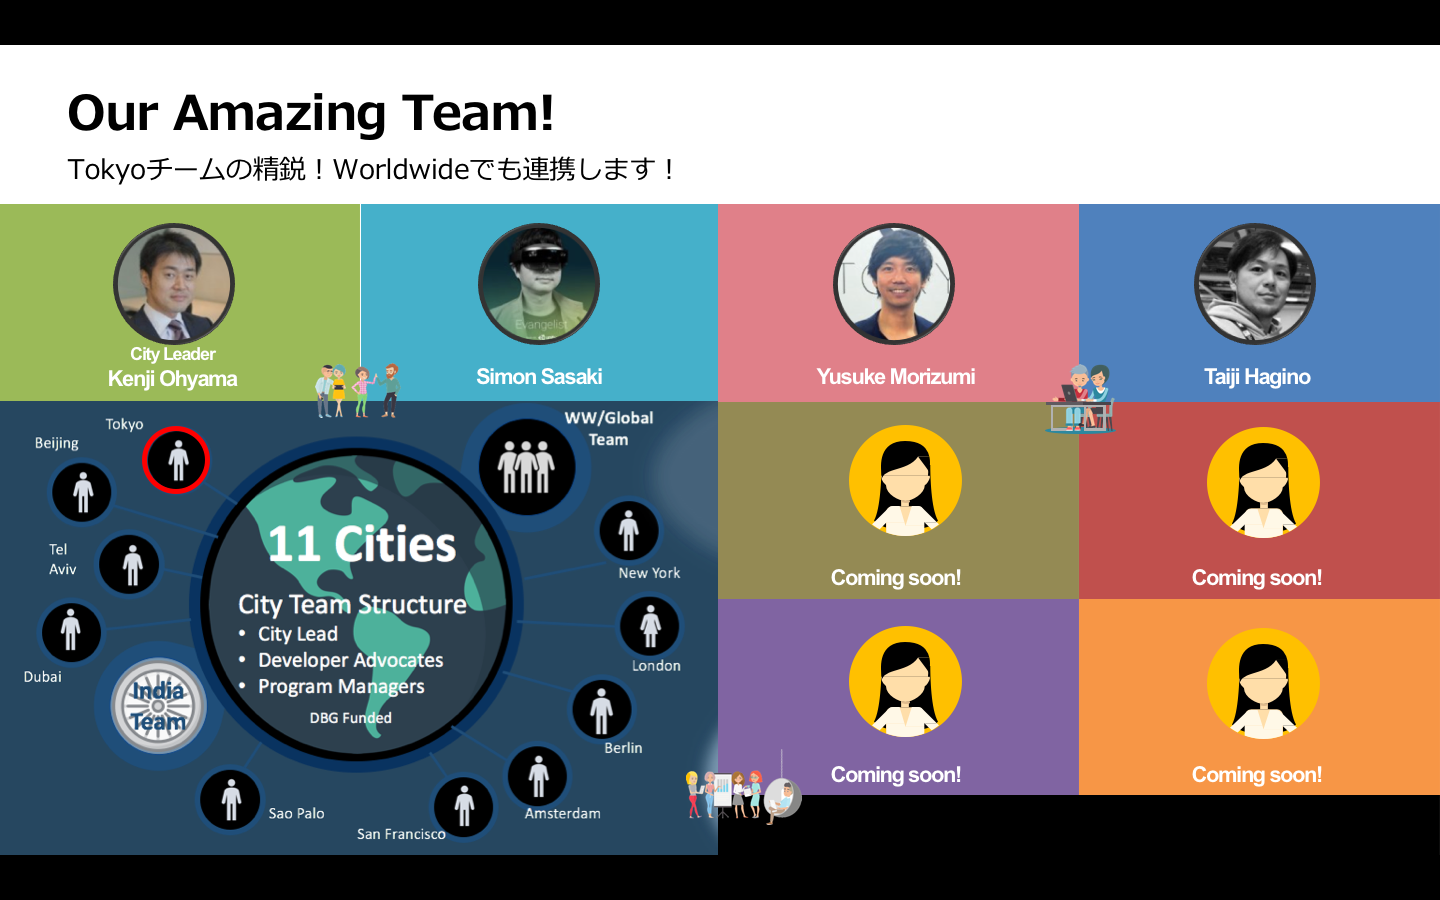 Our Amazing Team!
Tokyoチームの精鋭！Worldwideでも連携します！
City Leader
Kenji Ohyama
Evangelist
Simon Sasaki
TOKY
Yusuke Morizumi
Taiji Hagino
Tokyo
Beijing
Tel
Aviv
Dubai
India
Team
Sao Palo
San Francisco
Amsterdam
Berlin
London
New York
WW/Global
Team
11 Cities
City Team Structure
• City Lead
• Developer Advocates
• Program Managers
DBG Funded
Coming soon!
Coming soon!
Coming soon!
Coming soon!